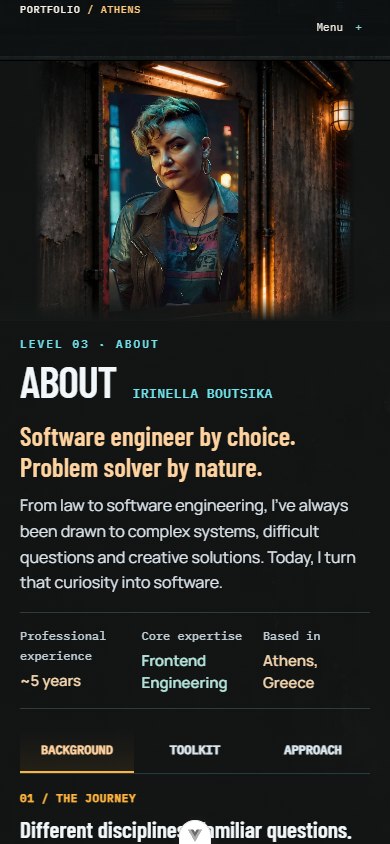 PORTFOLIO / ATHENS
Menu +
LEVEL 03 · ABOUT
ABOUT IRINELLA BOUTSIKA
Software engineer by choice.
Problem solver by nature.
From law to software engineering, I've always
been drawn to complex systems, difficult
questions and creative solutions. Today, I turn
that curiosity into software.
Professional experience
~5 years
Core expertise
Frontend
Engineering
Based in
Athens,
Greece
BACKGROUND TOOLKIT APPROACH
01 / THE JOURNEY
Different disciplines questions.